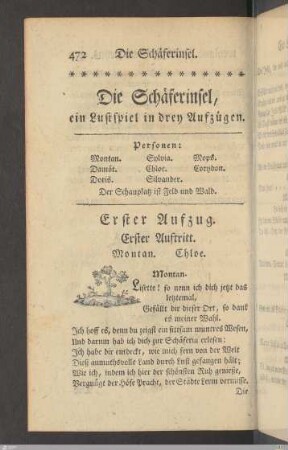 472 Die Schäferinsel.
Die Schäferinsel,
ein Lustspiel in drey Aufzügen.
Personen:
Montan. Sylvia. Mops.
Damöt. Chloe. Corydon.
Doris. Silvander.
Der Schauplatz ist Feld und Wald.
Erster Aufzug.
Erster Auftritt.
Montan. Chloe.
Montan.
Lisette! so nenn ich dich jetzt das
letztemal,
Gefällt dir dieser Ort, so dank
es meiner Wahl.
Ich hoff es, denn du zeigst ein seltsam muntres Wesen,
Und darum hab ich dich zur Schäferin erlesen:
Ich habe dir entdeckt, wie mich fern von der Welt
Dieß anmuthsvolle Land durch Lust gefangen hält;
Wie ich, indem ich hier der schönsten Ruh genieße,
Vergnügt der Höfe Pracht, der Städte Lerm vermisse.
Die